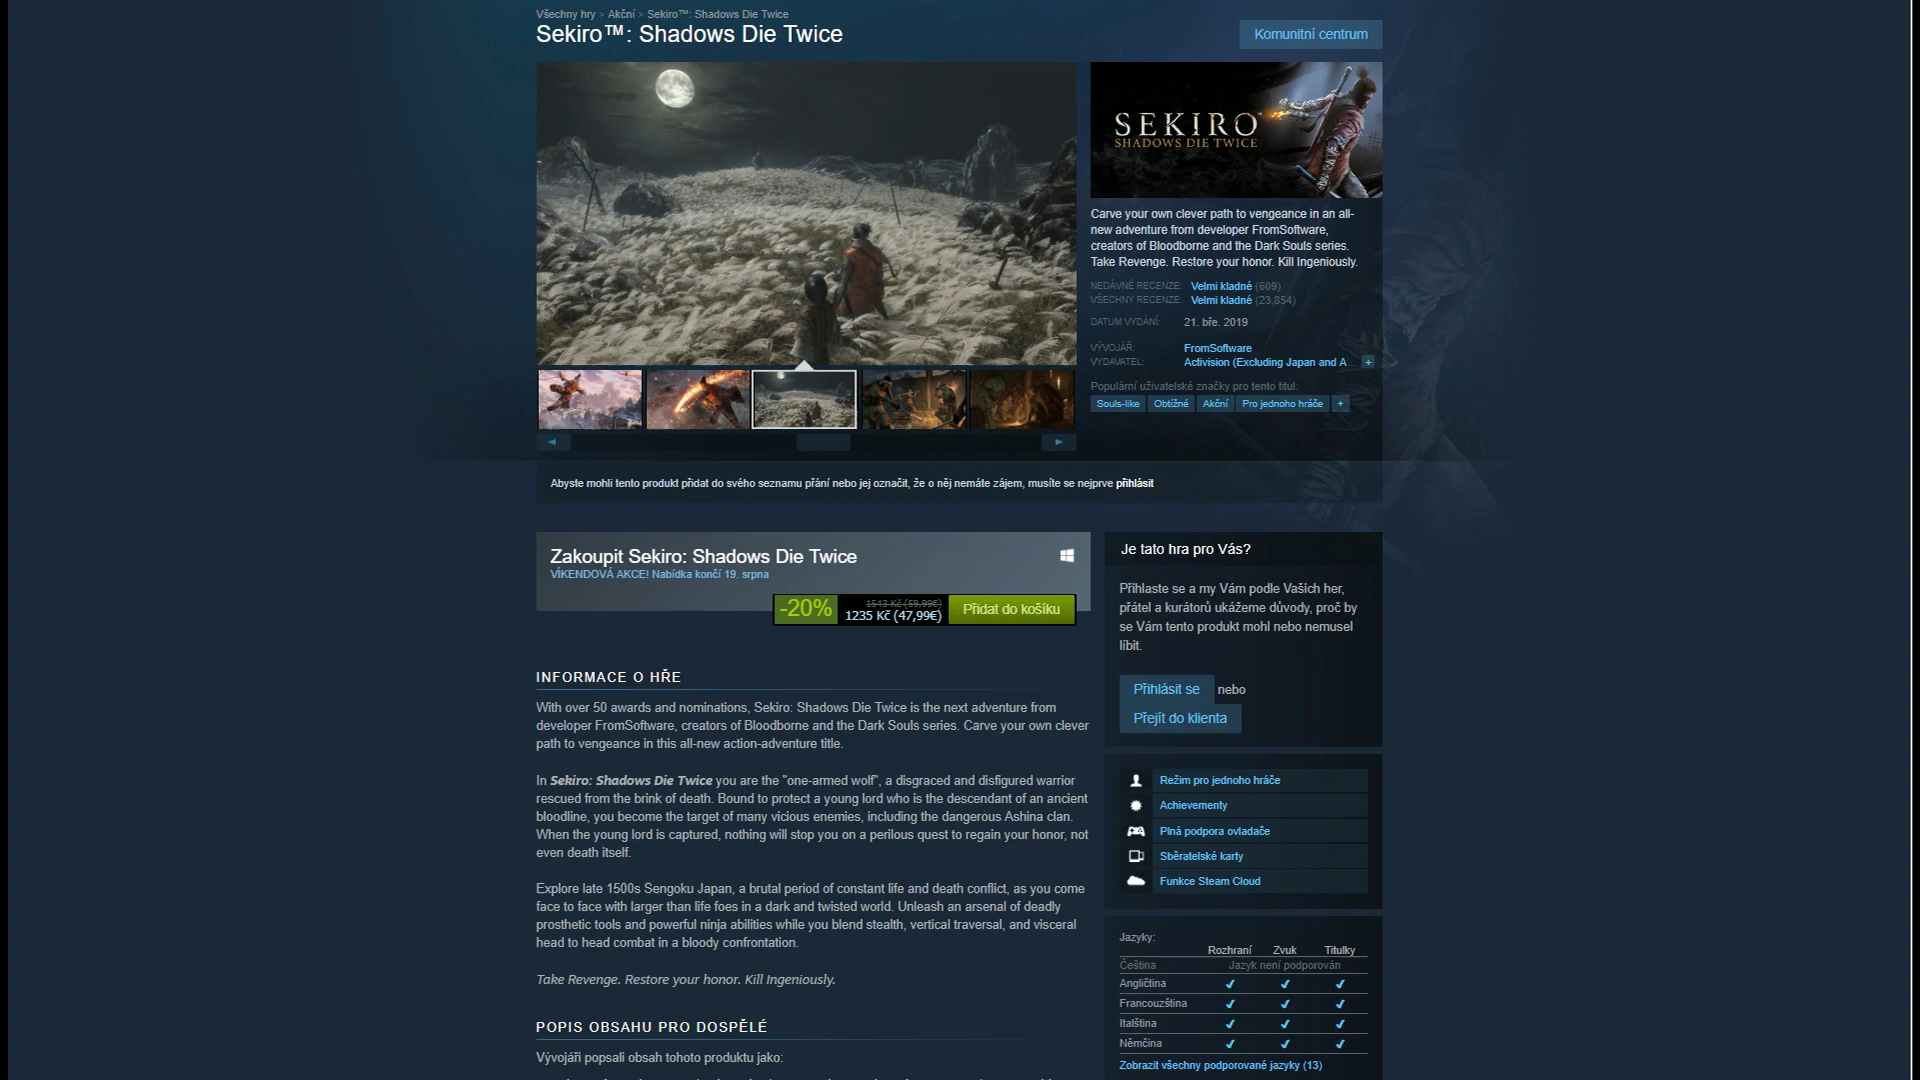 Všechny hry > Akční > Sekiro™: Shadows Die Twice
Sekiro™: Shadows Die Twice
Komunitní centrum
SEKIRO™
SHADOWS DIE TWICE
Carve your own clever path to vengeance in an all-
new adventure from developer FromSoftware,
creators of Bloodborne and the Dark Souls series.
Take Revenge. Restore your honor. Kill Ingeniously.
NEDÁVNÉ RECENZE: Velmi kladné (609)
VŠECHNY RECENZE: Velmi kladné (23,854)
DATUM VYDÁNÍ: 21. bře. 2019
VÝVOJÁŘ: FromSoftware
VYDAVATEL: Activision (Excluding Japan and A... +
Populární uživatelské značky pro tento titul:
Souls-like Obtížné Akční Pro jednoho hráče +
Abyste mohli tento produkt přidat do svého seznamu přání nebo jej označit, že o něj nemáte zájem, musíte se nejprve přihlásit
Zakoupit Sekiro: Shadows Die Twice
VÍKENDOVÁ AKCE! Nabídka končí 19. srpna
-20%
1543 Kč (59,99€)
1235 Kč (47,99€)
Přidat do košíku
INFORMACE O HŘE
With over 50 awards and nominations, Sekiro: Shadows Die Twice is the next adventure from
developer FromSoftware, creators of Bloodborne and the Dark Souls series. Carve your own clever
path to vengeance in this all-new action-adventure title.
In Sekiro: Shadows Die Twice you are the "one-armed wolf", a disgraced and disfigured warrior
rescued from the brink of death. Bound to protect a young lord who is the descendant of an ancient
bloodline, you become the target of many vicious enemies, including the dangerous Ashina clan.
When the young lord is captured, nothing will stop you on a perilous quest to regain your honor, not
even death itself.
Explore late 1500s Sengoku Japan, a brutal period of constant life and death conflict, as you come
face to face with larger than life foes in a dark and twisted world. Unleash an arsenal of deadly
prosthetic tools and powerful ninja abilities while you blend stealth, vertical traversal, and visceral
head to head combat in a bloody confrontation.
Take Revenge. Restore your honor. Kill Ingeniously.
POPIS OBSAHU PRO DOSPĚLÉ
Vývojáři popsali obsah tohoto produktu jako:
Je tato hra pro Vás?
Přihlaste se a my Vám podle Vašich her,
přátel a kurátorů ukážeme důvody, proč by
se Vám tento produkt mohl nebo nemusel
líbit.
Přihlásit se nebo
Přejít do klienta
Režim pro jednoho hráče
Achievementy
Plná podpora ovladače
Sběratelské karty
Funkce Steam Cloud
Jazyky:
Rozhraní Zvuk Titulky
Čeština Jazyk není podporován
Angličtina ✔ ✔ ✔
Francouzština ✔ ✔ ✔
Italština ✔ ✔ ✔
Němčina ✔ ✔ ✔
Zobrazit všechny podporované jazyky (13)